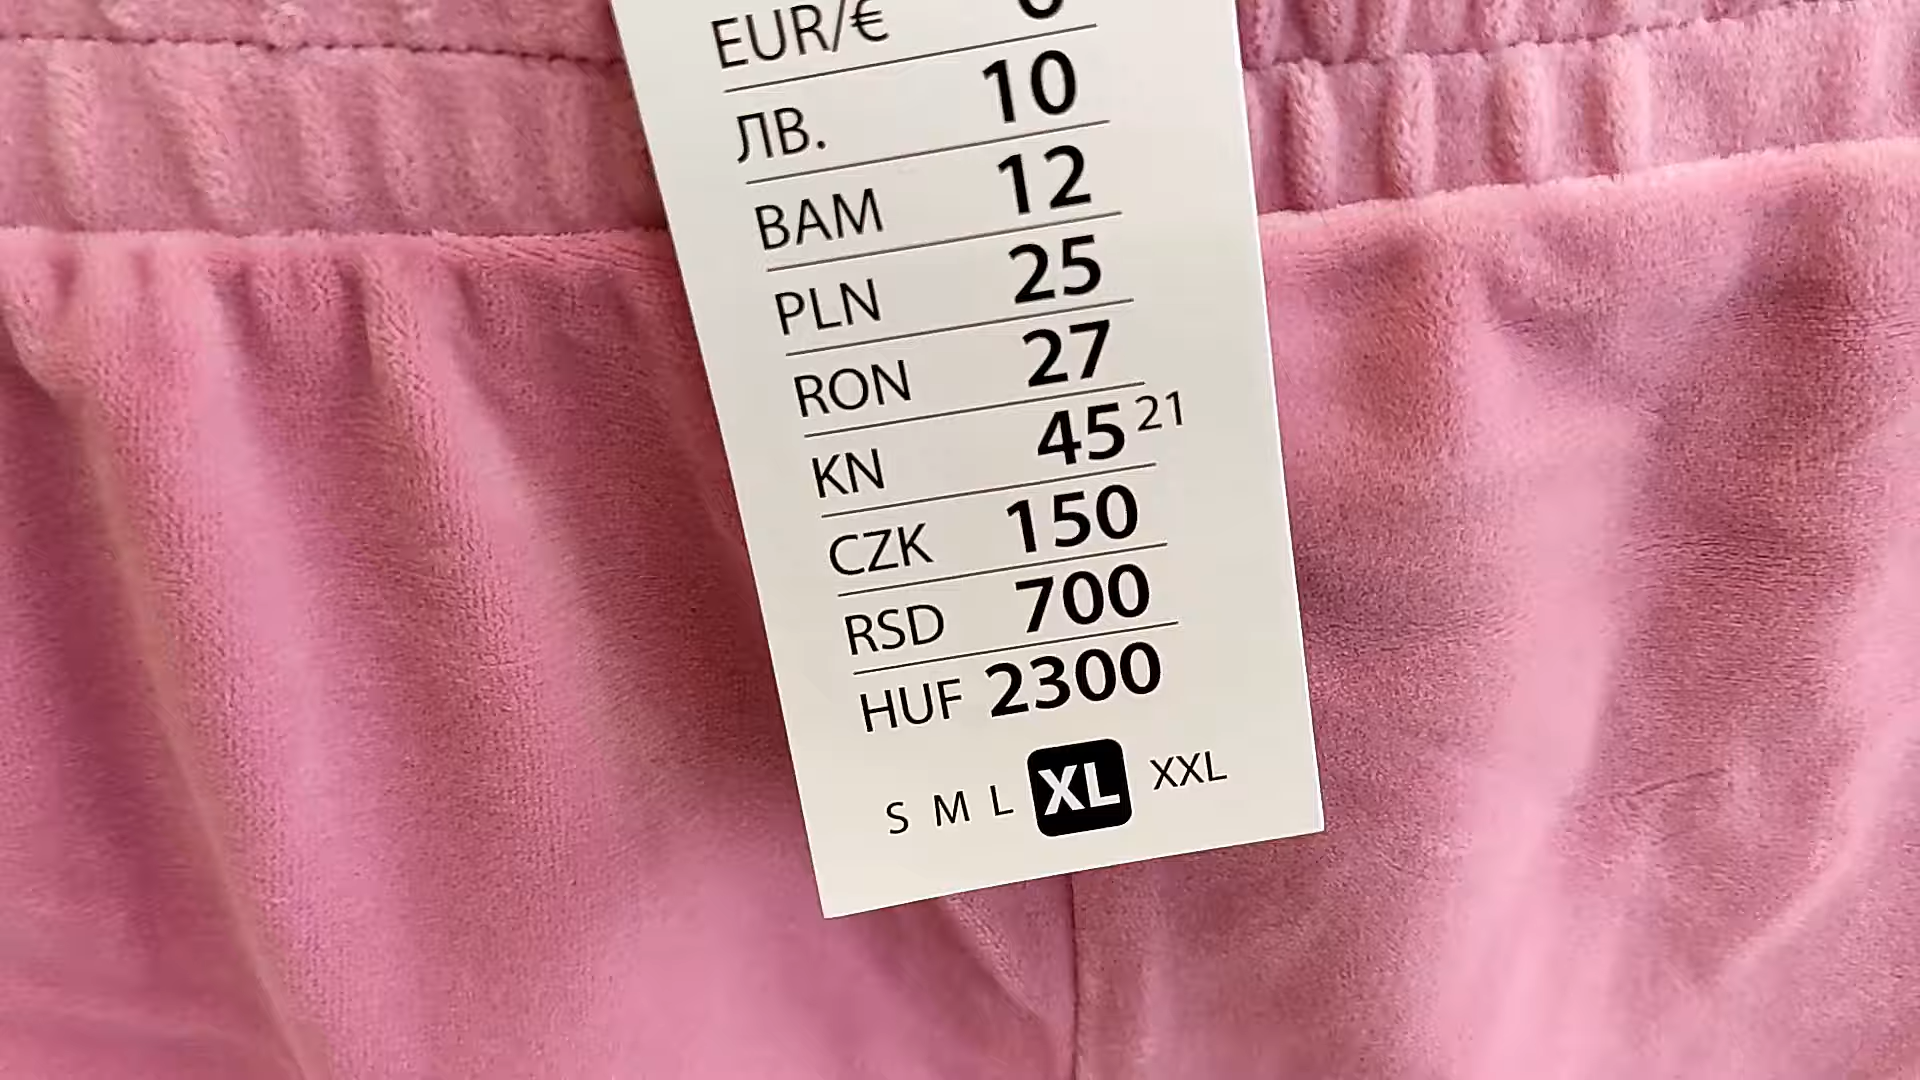 EUR/€ 6
ЛВ. 10
BAM 12
PLN 25
RON 27
KN 45 21
CZK 150
RSD 700
HUF 2300
S M L XL XXL